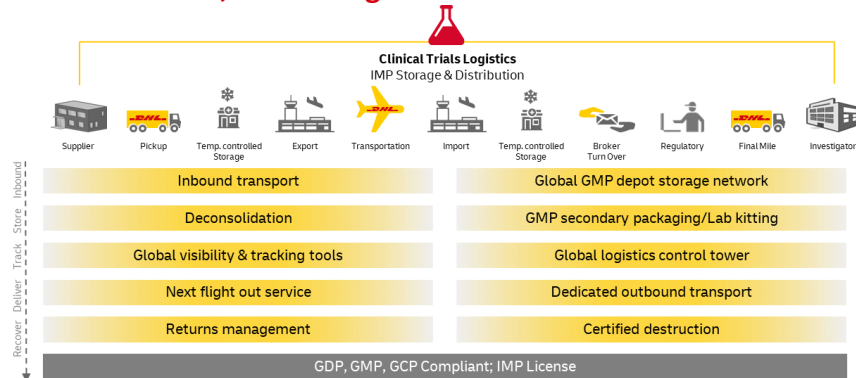 Clinical Trials Logistics
IMP Storage & Distribution
DHL
DHL
DHL
Supplier
Pickup
Temp. controlled
Storage
Export
Transportation
Import
Temp. controlled
Storage
Broker
Turn Over
Regulatory
Final Mile
Investigator
Inbound transport
Global GMP depot storage network
Deconsolidation
GMP secondary packaging/Lab kitting
Global visibility & tracking tools
Global logistics control tower
Next flight out service
Dedicated outbound transport
Returns management
Certified destruction
Recover Deliver Track Store Inbound
GDP, GMP, GCP Compliant; IMP License